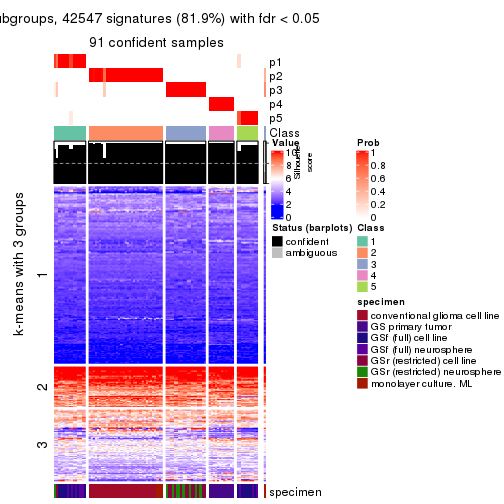 ubgroups, 42547 signatures (81.9%) with fdr < 0.05
91 confident samples
p1
p2
p3
p4
p5
Class
Silhouette
score
k-means with 3 groups
1
2
3
specimen
Value
10
8
6
4
2
0
Status (barplots)
confident
ambiguous
Prob
1
0.8
0.6
0.4
0.2
0
Class
1
2
3
4
5
specimen
conventional glioma cell line
GS primary tumor
GSf (full) cell line
GSf (full) neurosphere
GSr (restricted) cell line
GSr (restricted) neurosphere
monolayer culture. ML